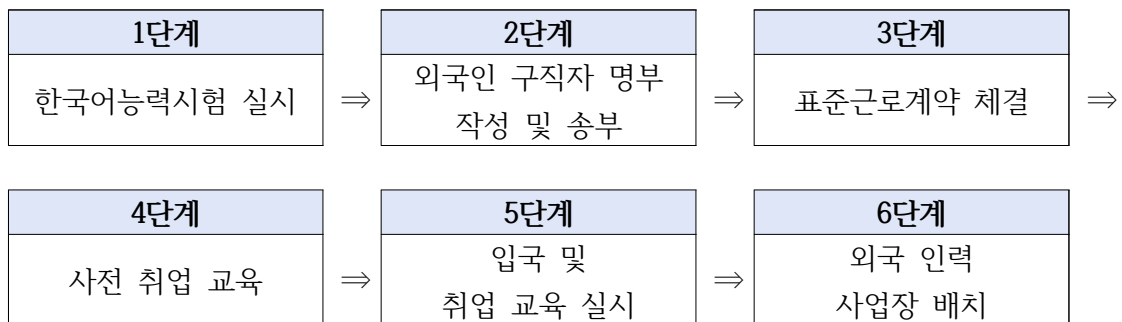 1단계
한국어능력시험 실시
⇒
2단계
외국인 구직자 명부
작성 및 송부
⇒
3단계
표준근로계약 체결
⇒
4단계
사전 취업 교육
⇒
5단계
입국 및
취업 교육 실시
⇒
6단계
외국 인력
사업장 배치